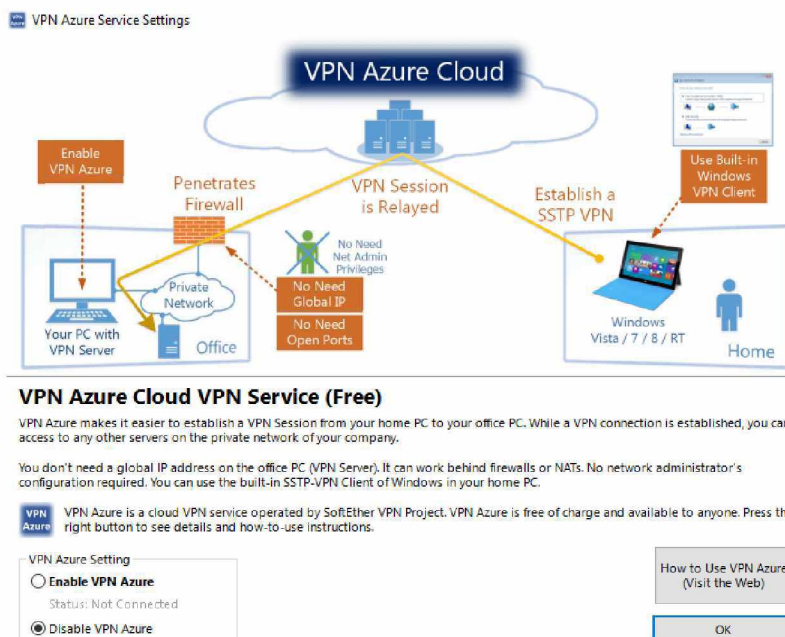 VPN Azure Service Settings
VPN Azure Cloud
Enable
VPN Azure
Penetrates
Firewall
VPN Session
is Relayed
Establish a
SSTP VPN
Use Built-in
Windows
VPN Client
No Need
Net Admin
Privileges
No Need
Global IP
No Need
Open Ports
Private
Network
Your PC with
VPN Server
Office
Windows
Vista / 7 / 8 / RT
Home
VPN Azure Cloud VPN Service (Free)
VPN Azure makes it easier to establish a VPN Session from your home PC to your office PC. While a VPN connection is established, you can
access to any other servers on the private network of your company.
You don't need a global IP address on the office PC (VPN Server). It can work behind firewalls or NATs. No network administrator's
configuration required. You can use the built-in SSTP-VPN Client of Windows in your home PC.
VPN
Azure
VPN Azure is a cloud VPN service operated by SoftEther VPN Project. VPN Azure is free of charge and available to anyone. Press th
right button to see details and how-to-use instructions.
VPN Azure Setting
Enable VPN Azure
Status: Not Connected
Disable VPN Azure
How to Use VPN Azure
(Visit the Web)
OK